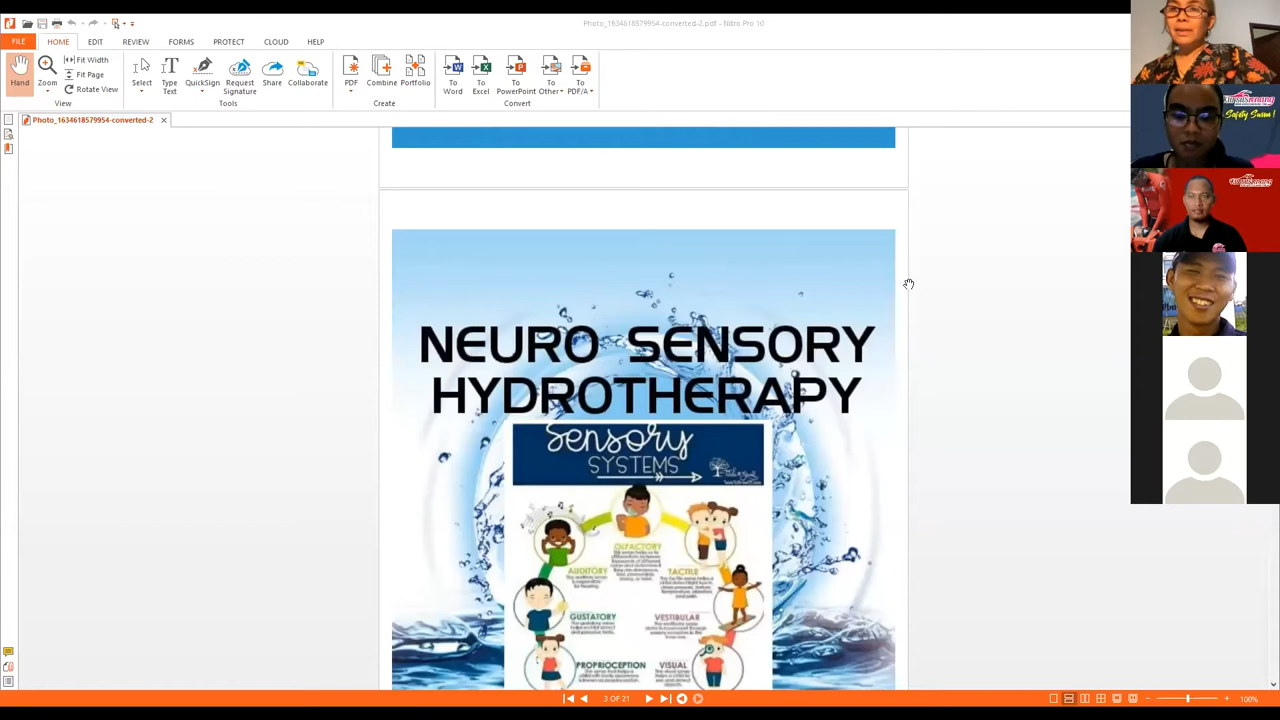 Photo_1634618579954-converted-2.pdf - Nitro Pro 10
FILE
HOME
EDIT
REVIEW
FORMS
PROTECT
CLOUD
HELP
Hand
Zoom
Fit Width
Fit Page
Rotate View
View
Select
Type Text
QuickSign
Request Signature
Share
Collaborate
Tools
PDF
Combine
Portfolio
Create
To Word
To Excel
To PowerPoint
To Other
To PDF/A
Convert
Photo_1634618579954-converted-2
NEURO SENSORY
HYDROTHERAPY
Sensory
SYSTEMS
OLFACTORY
AUDITORY
TACTILE
GUSTATORY
VESTIBULAR
PROPRIOCEPTION
VISUAL
Safety Swim !
3 OF 21
100%